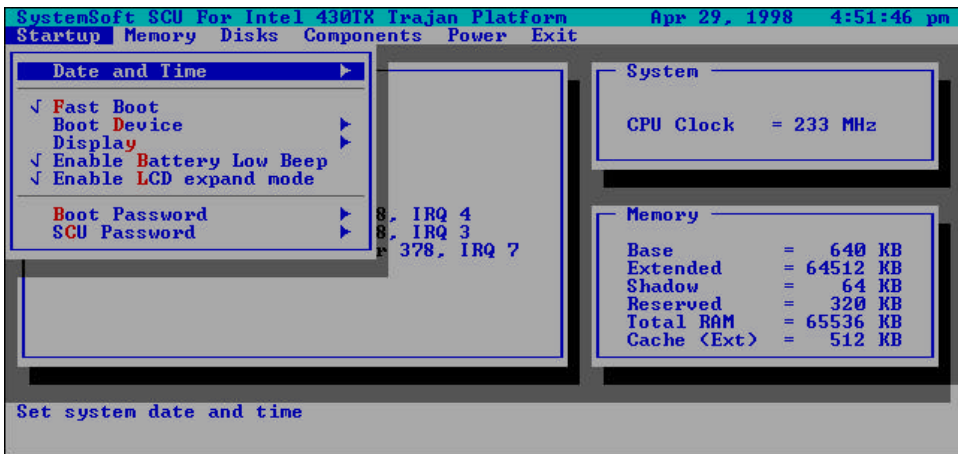 SystemSoft SCU For Intel 430TX Trajan Platform Apr 29, 1998 4:51:46 pm
Startup Memory Disks Components Power Exit
Date and Time
√ Fast Boot
Boot Device
Display
√ Enable Battery Low Beep
√ Enable LCD expand mode
Boot Password
SCU Password
8, IRQ 4
8, IRQ 3
r 378, IRQ 7
System
CPU Clock = 233 MHz
Memory
Base = 640 KB
Extended = 64512 KB
Shadow = 64 KB
Reserved = 320 KB
Total RAM = 65536 KB
Cache (Ext) = 512 KB
Set system date and time